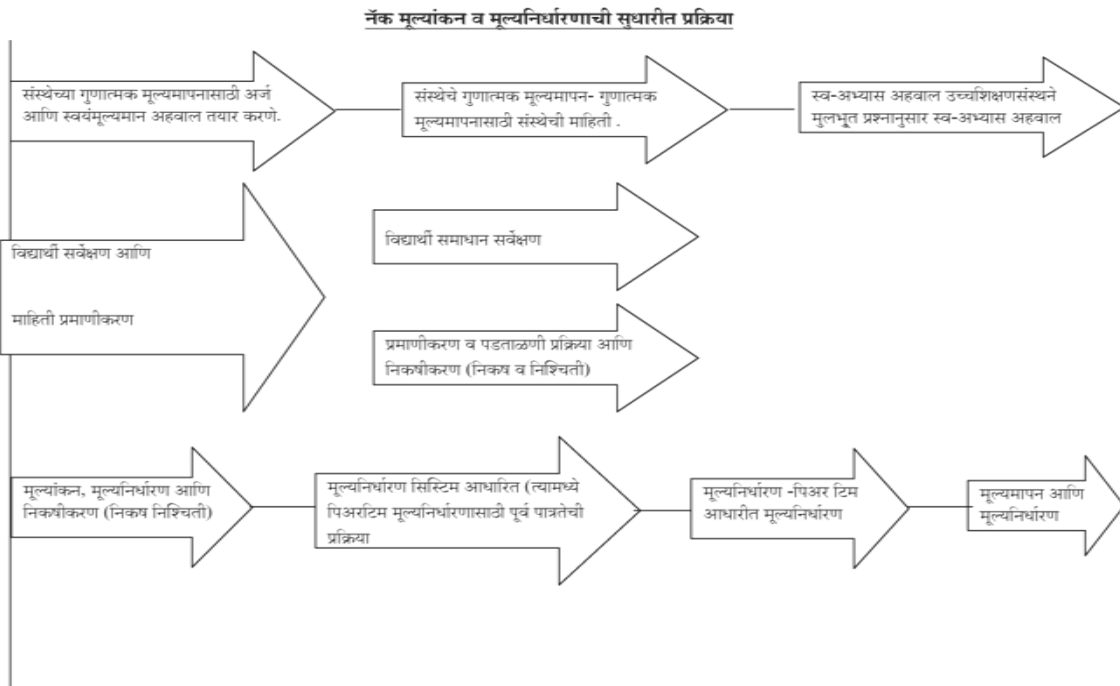 नॅक मूल्यांकन व मूल्यनिर्धारणाची सुधारीत प्रक्रिया
संस्थेच्या गुणात्मक मूल्यमापनासाठी अर्ज
आणि स्वयंमूल्यमान अहवाल तयार करणे.
संस्थेचे गुणात्मक मूल्यमापन- गुणात्मक
मूल्यमापनासाठी संस्थेची माहिती .
स्व-अभ्यास अहवाल उच्चशिक्षणसंस्थने
मुलभूत प्रश्नानुसार स्व-अभ्यास अहवाल
विद्यार्थी सर्वेक्षण आणि
माहिती प्रमाणीकरण
विद्यार्थी समाधान सर्वेक्षण
प्रमाणीकरण व पडताळणी प्रक्रिया आणि
निकषीकरण (निकष व निश्चिती)
मूल्यांकन, मूल्यनिर्धारण आणि
निकषीकरण (निकष निश्चिती)
मूल्यनिर्धारण सिस्टिम आधारित (त्यामध्ये
पिअरटिम मूल्यनिर्धारणासाठी पूर्व पात्रतेची
प्रक्रिया
मूल्यनिर्धारण -पिअर टिम
आधारीत मूल्यनिर्धारण
मूल्यमापन आणि
मूल्यनिर्धारण